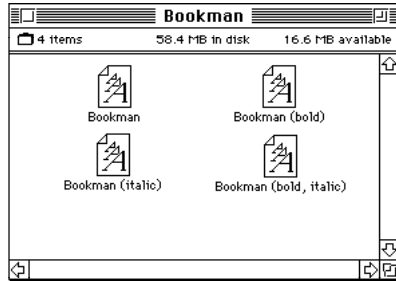 Bookman
4 items 58.4 MB in disk 16.6 MB available
Bookman Bookman (bold)
Bookman (italic) Bookman (bold, italic)